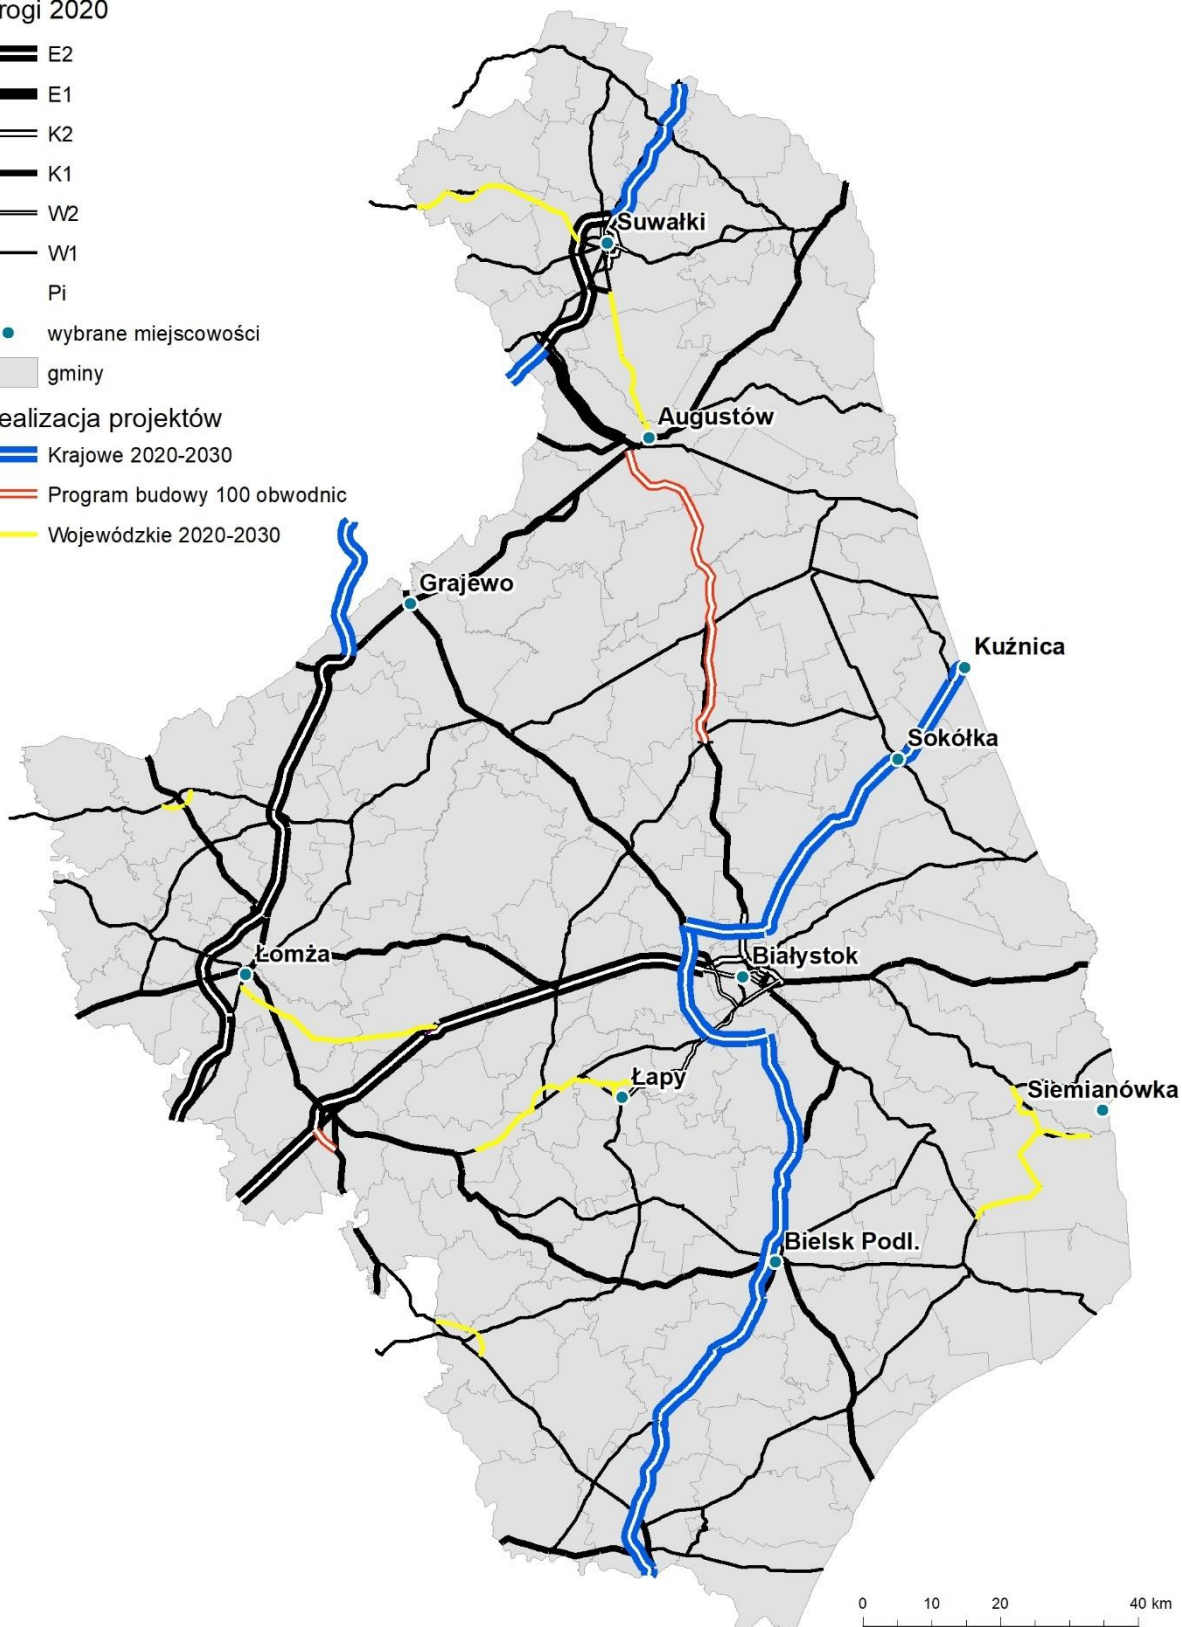 rogi 2020
E2
E1
K2
K1
W2
W1
Pi
wybrane miejscowości
gminy
ealizacja projektów
Krajowe 2020-2030
Program budowy 100 obwodnic
Wojewódzkie 2020-2030
Suwałki
Augustów
Grajewo
Kuźnica
Sokółka
Łomża
Białystok
Łapy
Siemianówka
Bielsk Podl.
0 10 20 40 km